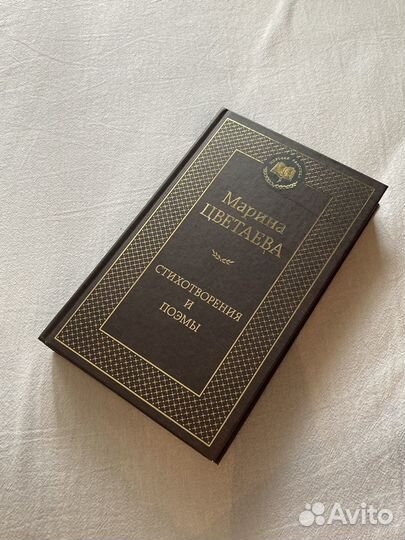 Марина
ЦВЕТАЕВА
СТИХОТВОРЕНИЯ
И
ПОЭМЫ
Avito